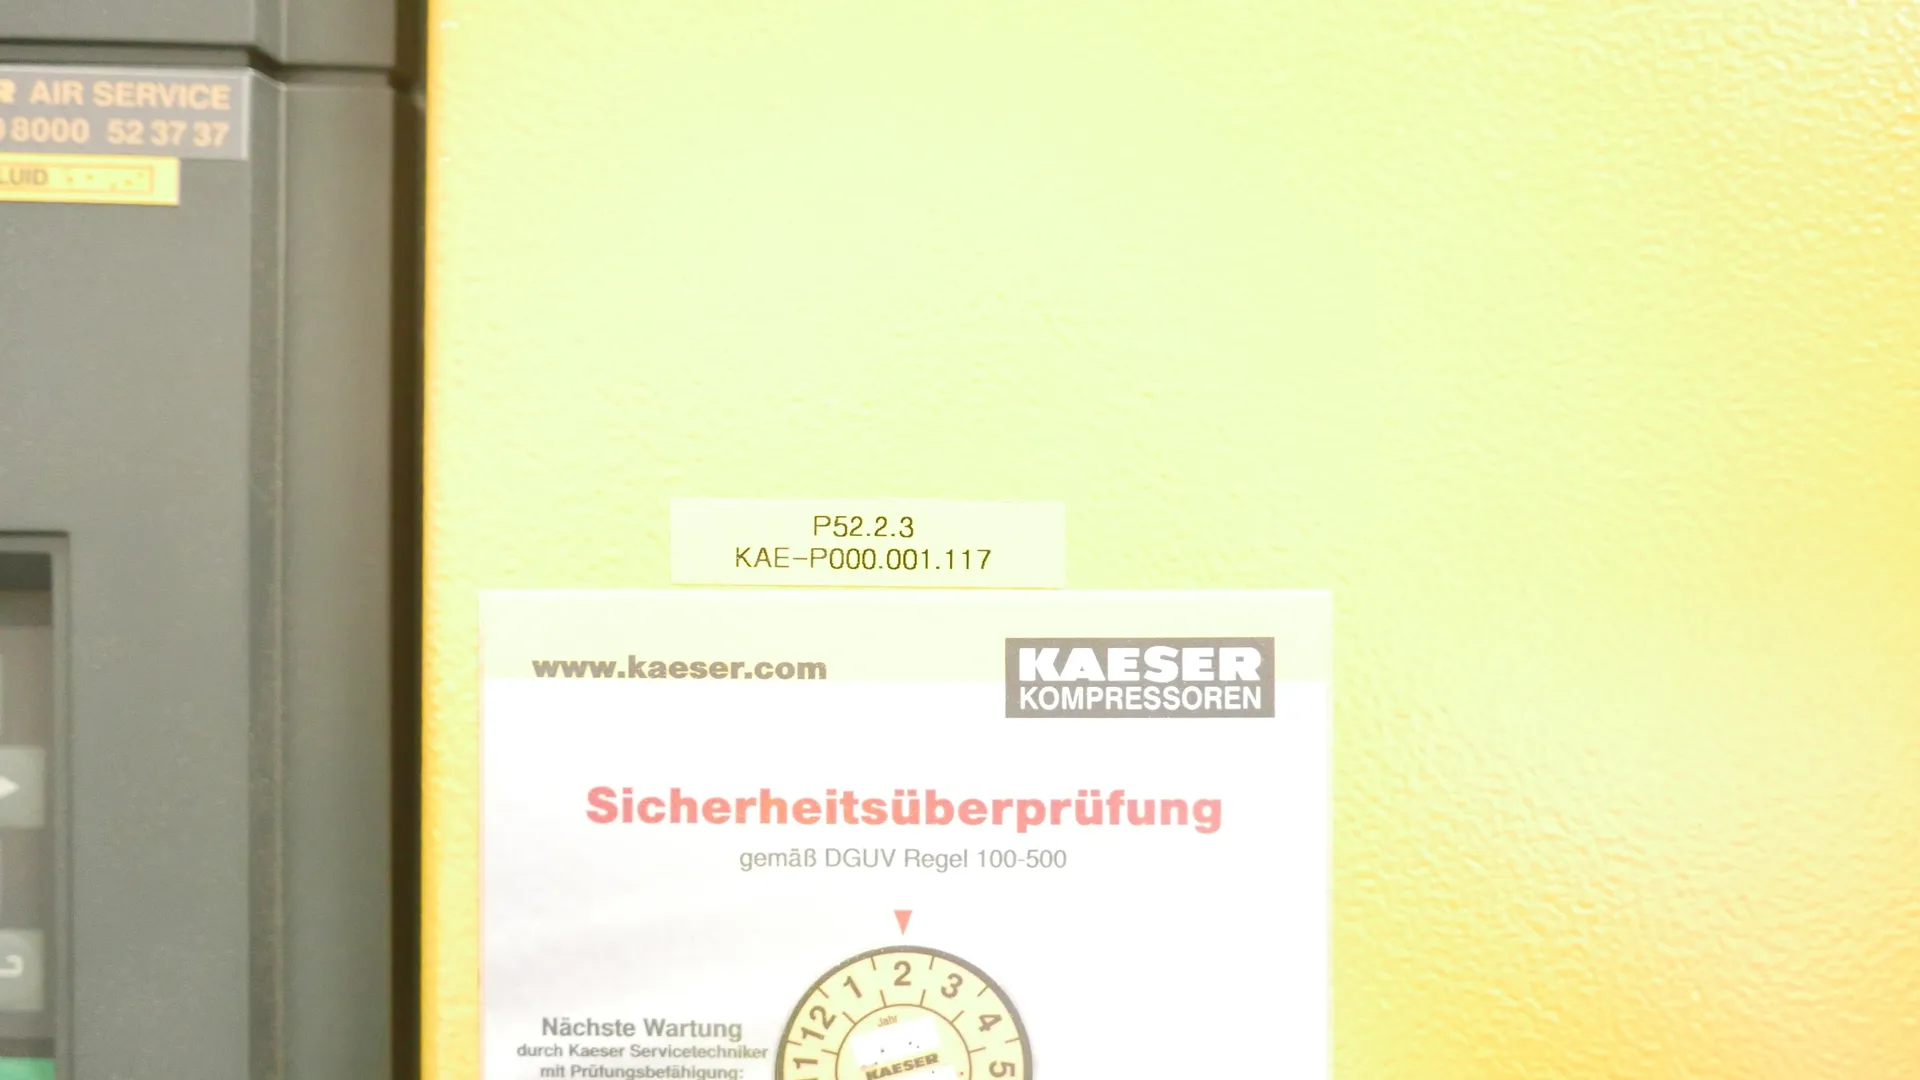 AIR SERVICE
8000 52 37 37
P52.2.3
KAE-P000.001.117
www.kaeser.com
KAESER
KOMPRESSOREN
Sicherheitsüberprüfung
gemäß DGUV Regel 100-500
12 1 2 3 4 5
Jahr
KAESER
Nächste Wartung
durch Kaeser Servicetechniker
mit Prüfungsbefähigung: